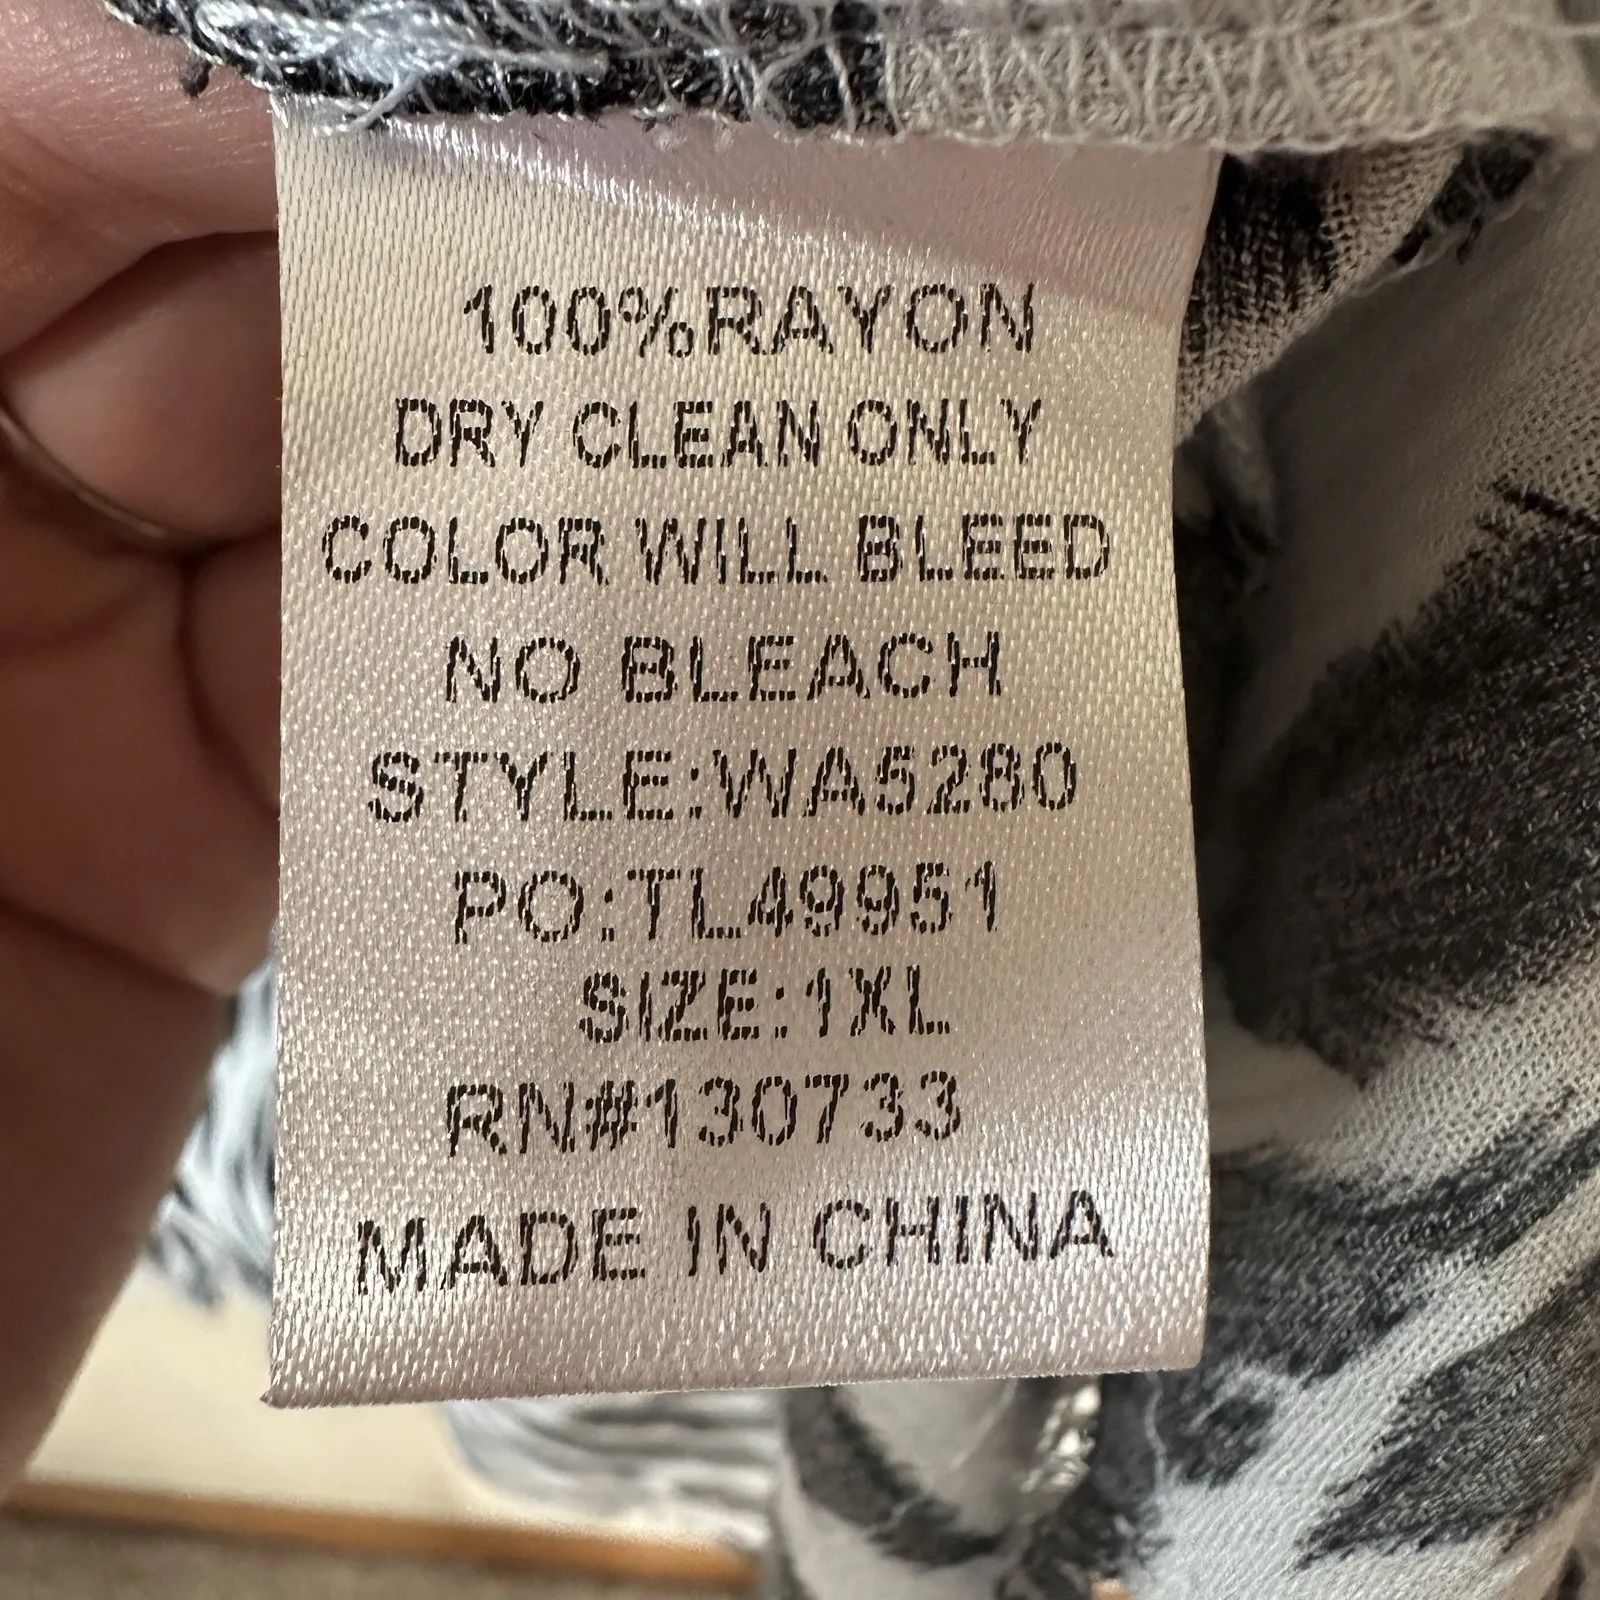 100%RAYON
DRY CLEAN ONLY
COLOR WILL BLEED
NO BLEACH
STYLE:WA5280
PO:TL49951
SIZE:1XL
RN#130733
MADE IN CHINA